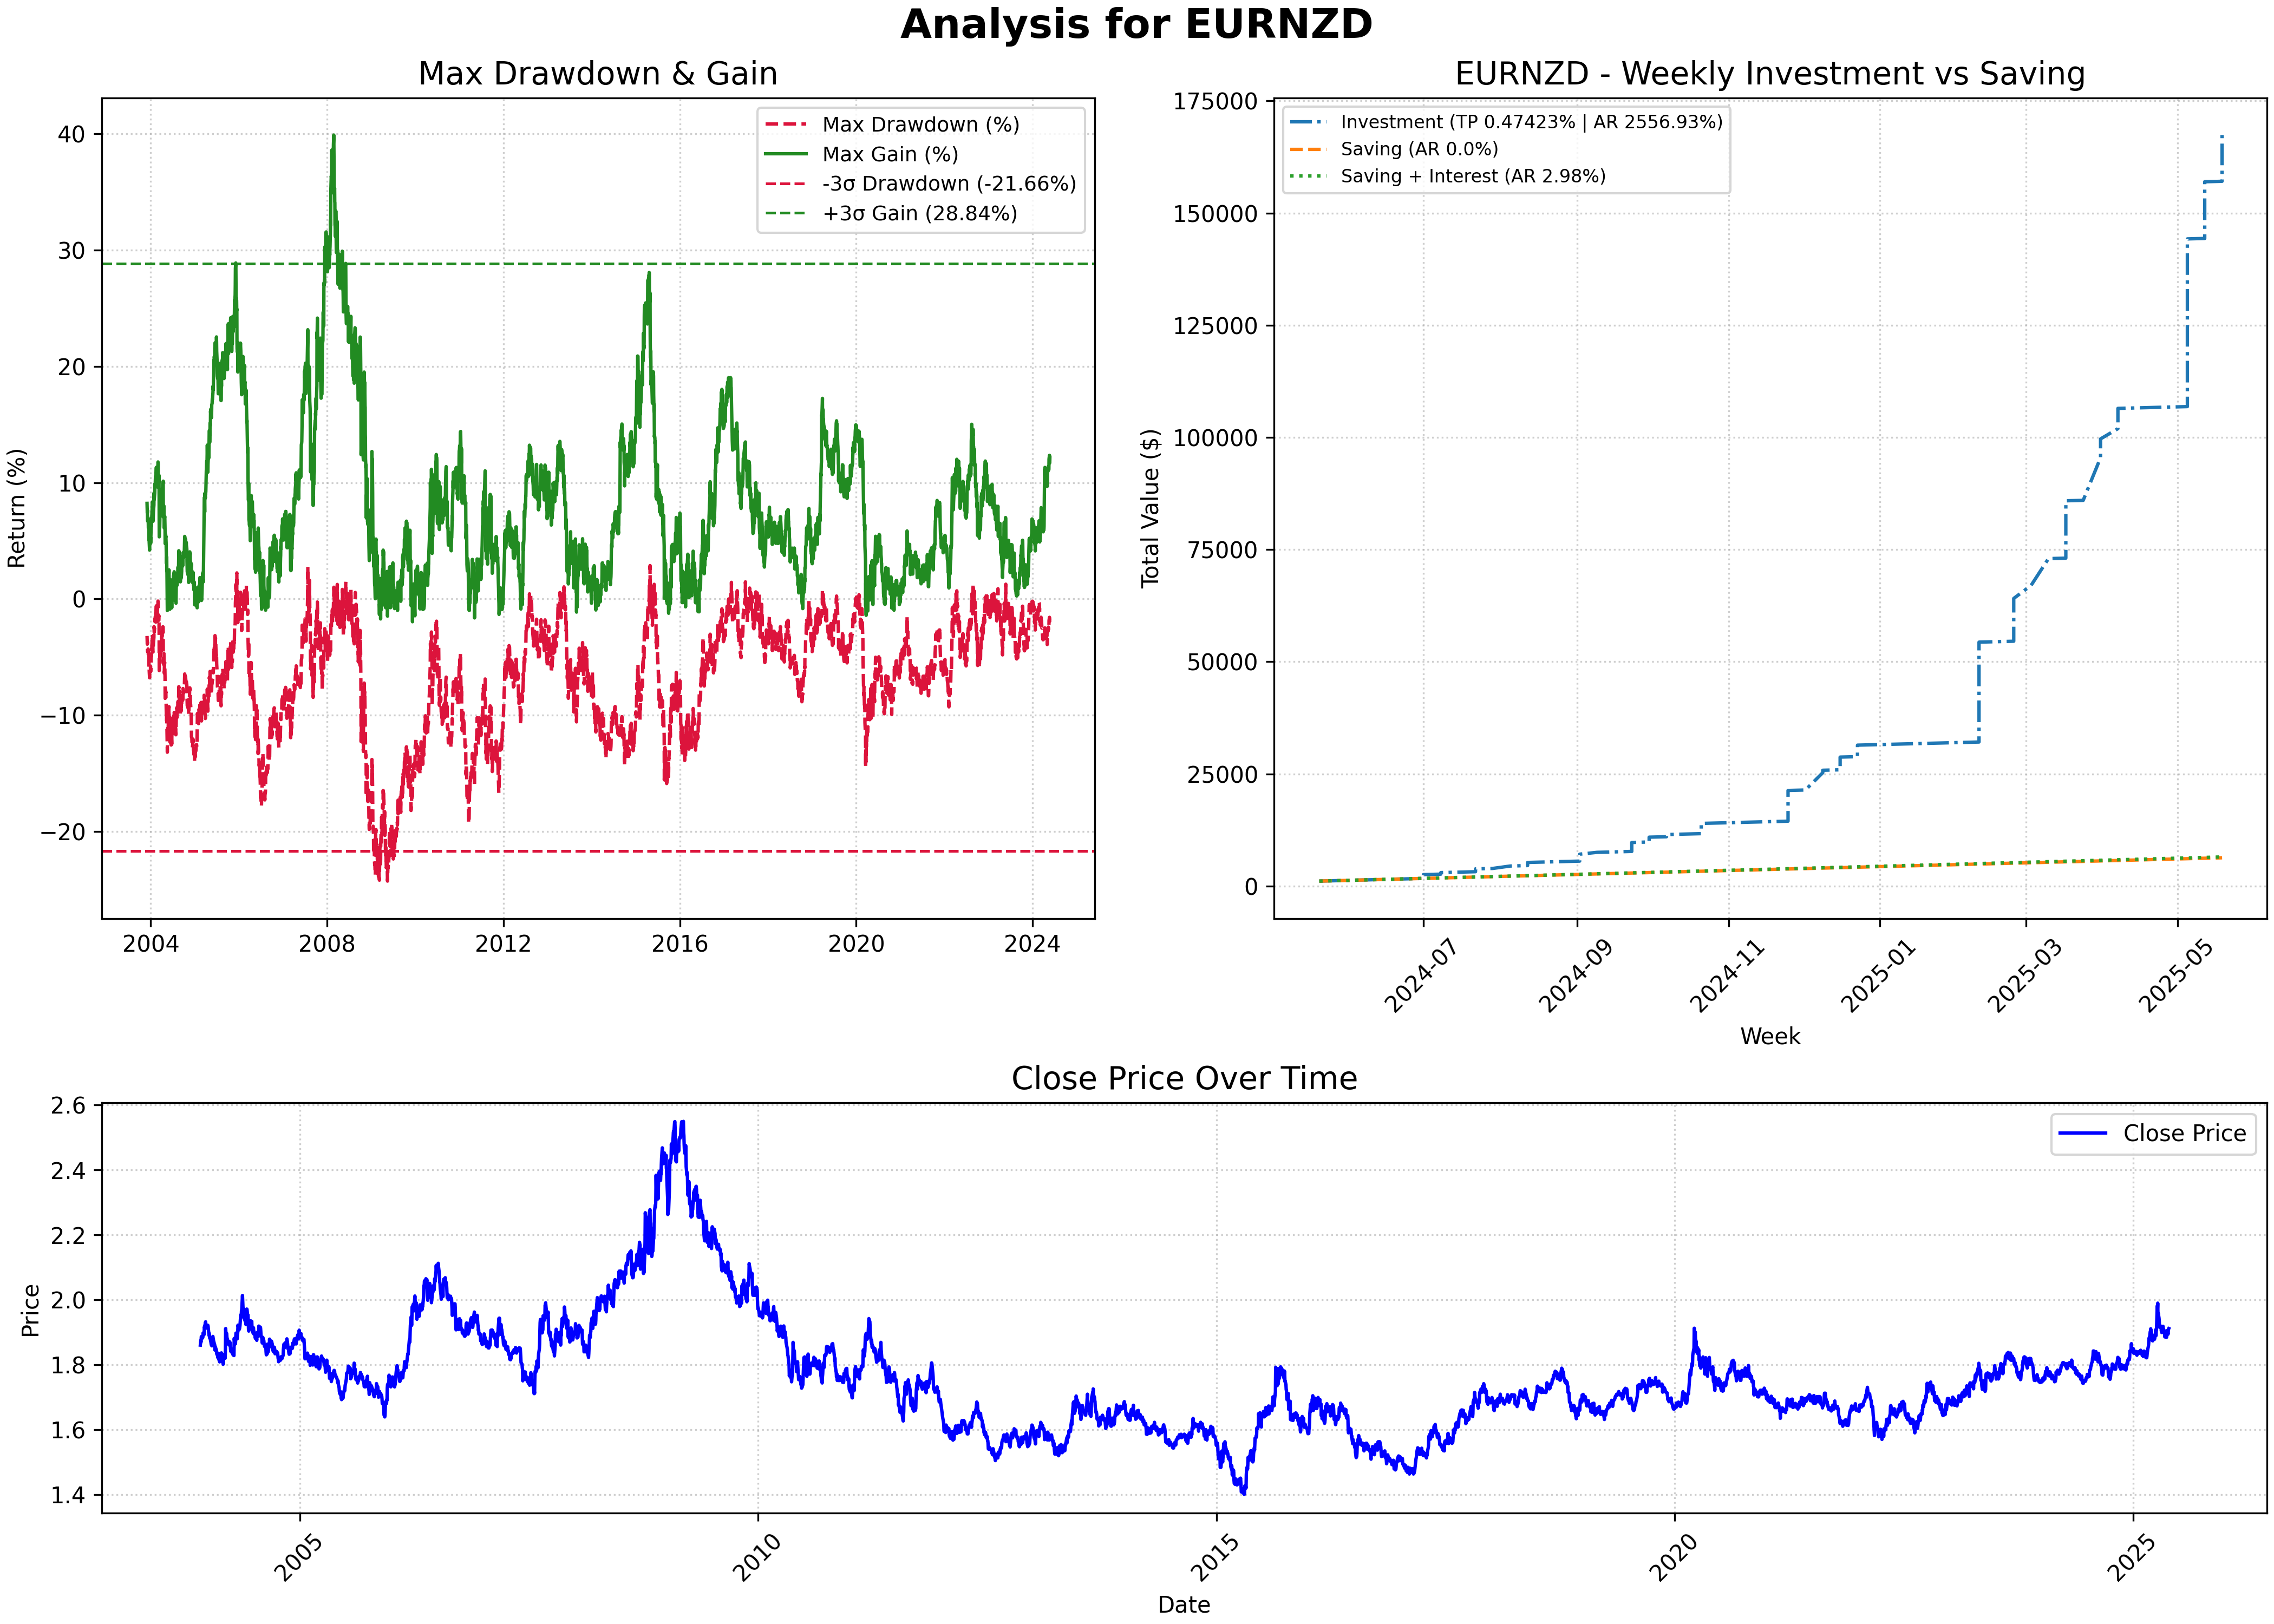 Analysis for EURNZD
Max Drawdown & Gain
Return (%)
40
30
20
10
0
−10
−20
2004
2008
2012
2016
2020
2024
Max Drawdown (%)
Max Gain (%)
-3σ Drawdown (-21.66%)
+3σ Gain (28.84%)
EURNZD - Weekly Investment vs Saving
Total Value ($)
175000
150000
125000
100000
75000
50000
25000
0
2024-07
2024-09
2024-11
2025-01
2025-03
2025-05
Week
Investment (TP 0.47423% | AR 2556.93%)
Saving (AR 0.0%)
Saving + Interest (AR 2.98%)
Close Price Over Time
Price
2.6
2.4
2.2
2.0
1.8
1.6
1.4
2005
2010
2015
2020
2025
Date
Close Price